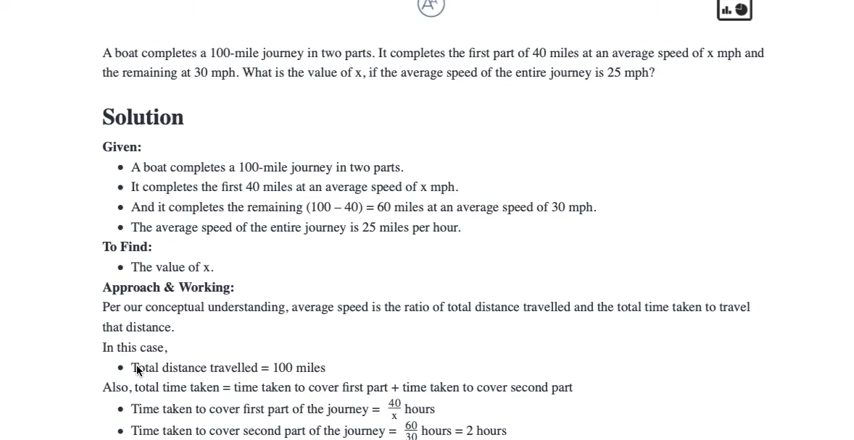 A boat completes a 100-mile journey in two parts. It completes the first part of 40 miles at an average speed of x mph and
the remaining at 30 mph. What is the value of x, if the average speed of the entire journey is 25 mph?
Solution
Given:
• A boat completes a 100-mile journey in two parts.
• It completes the first 40 miles at an average speed of x mph.
• And it completes the remaining (100 – 40) = 60 miles at an average speed of 30 mph.
• The average speed of the entire journey is 25 miles per hour.
To Find:
• The value of x.
Approach & Working:
Per our conceptual understanding, average speed is the ratio of total distance travelled and the total time taken to travel
that distance.
In this case,
• Total distance travelled = 100 miles
Also, total time taken = time taken to cover first part + time taken to cover second part
• Time taken to cover first part of the journey = 40/x hours
• Time taken to cover second part of the journey = 60/30 hours = 2 hours